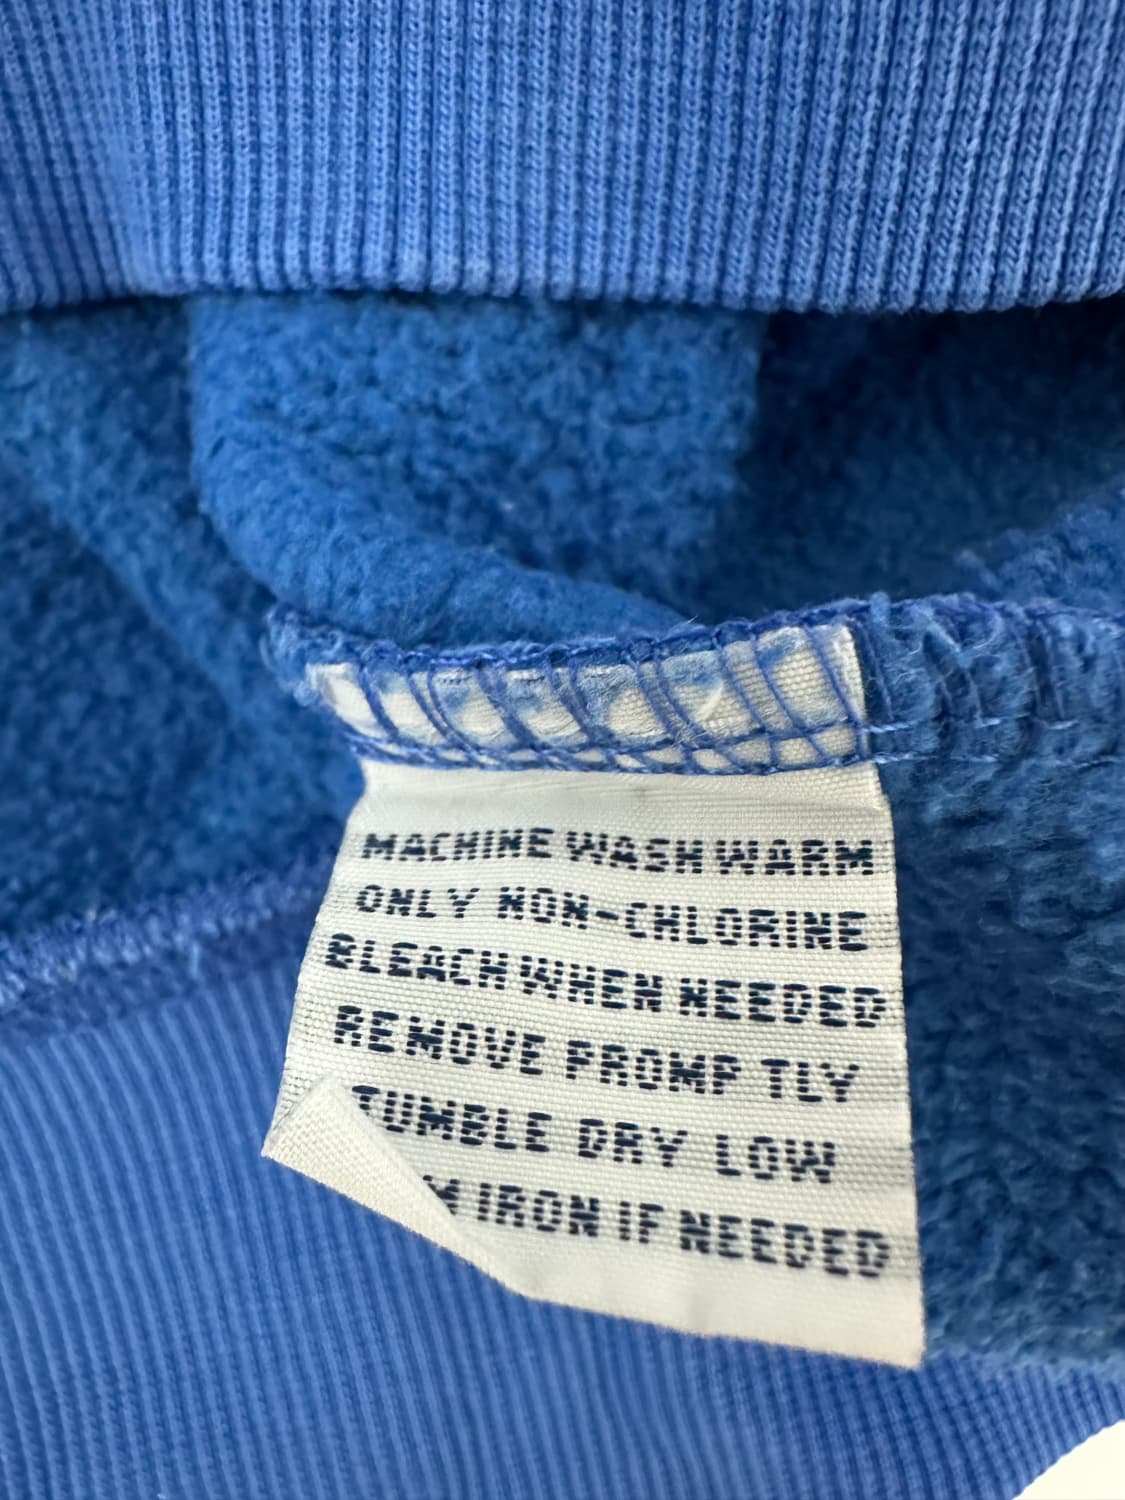 MACHINE WASH WARM
ONLY NON-CHLORINE
BLEACH WHEN NEEDED
REMOVE PROMP TLY
TUMBLE DRY LOW
IRON IF NEEDED